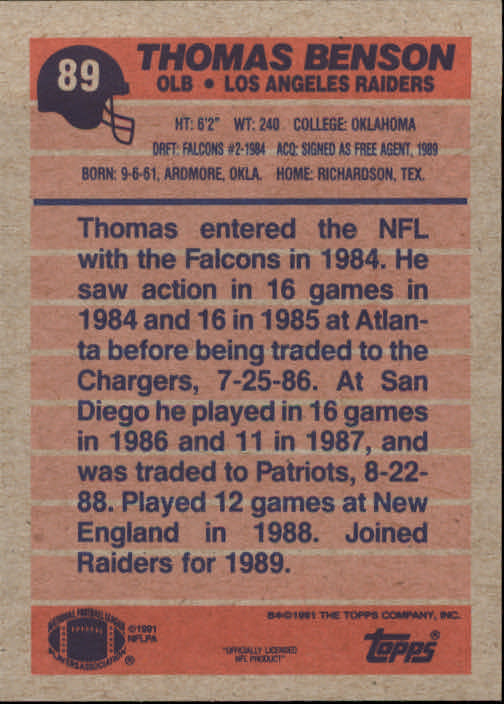 89
THOMAS BENSON
OLB • LOS ANGELES RAIDERS
HT: 6'2" WT: 240 COLLEGE: OKLAHOMA
DRFT: FALCONS #2-1984 ACQ: SIGNED AS FREE AGENT, 1989
BORN: 9-6-61, ARDMORE, OKLA. HOME: RICHARDSON, TEX.
Thomas entered the NFL
with the Falcons in 1984. He
saw action in 16 games in
1984 and 16 in 1985 at Atlan-
ta before being traded to the
Chargers, 7-25-86. At San
Diego he played in 16 games
in 1986 and 11 in 1987, and
was traded to Patriots, 8-22-
88. Played 12 games at New
England in 1988. Joined
Raiders for 1989.
NATIONAL FOOTBALL LEAGUE
PLAYERS ASSOCIATION
®
©1991
NFLPA
"OFFICIALLY LICENSED
NFL PRODUCT"
B4©1991 THE TOPPS COMPANY, INC.
Topps®